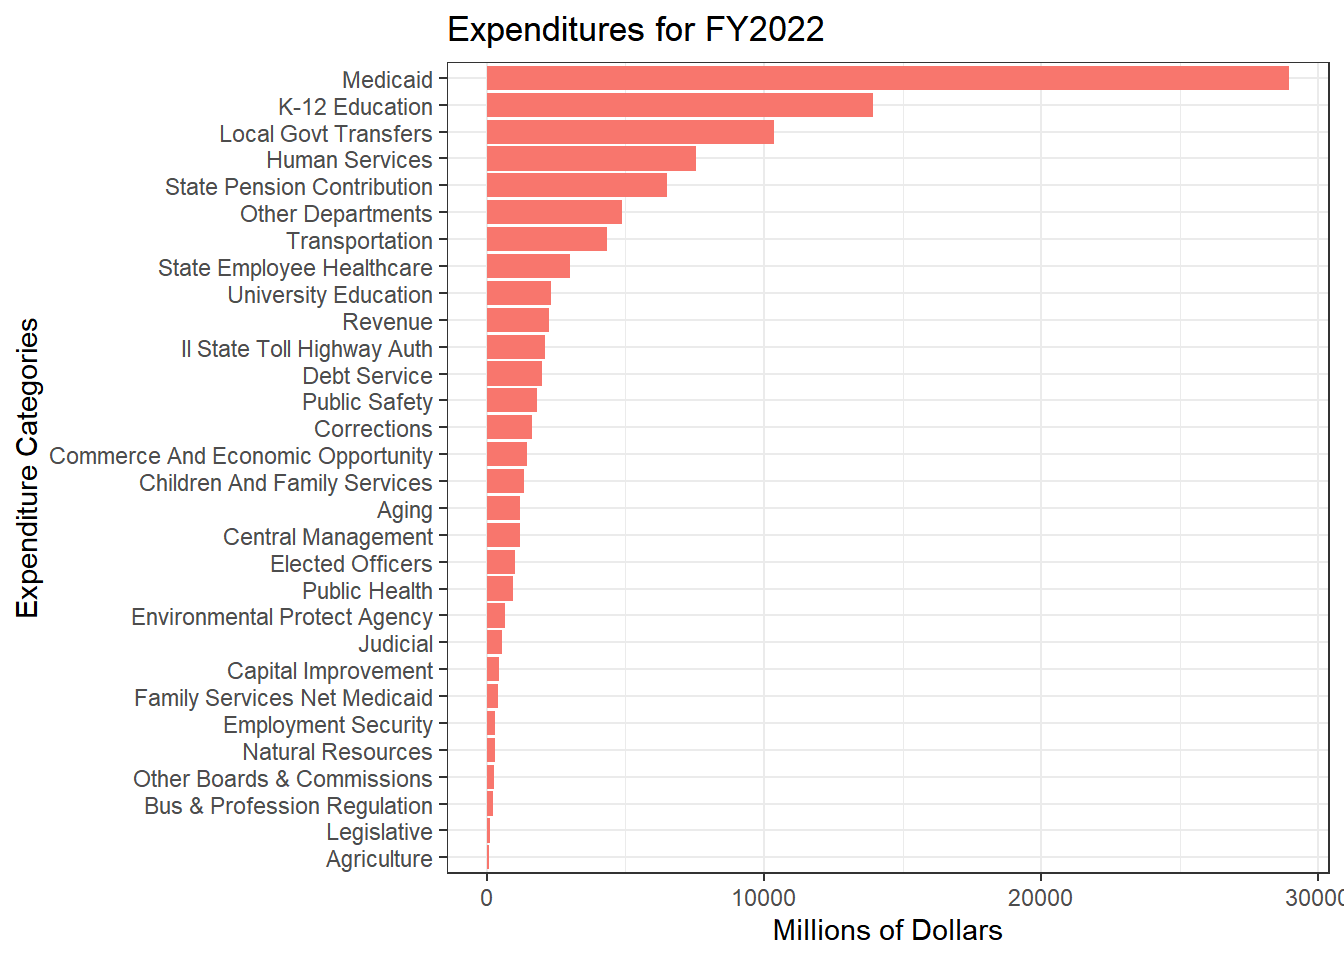 Expenditures for FY2022
Medicaid
K-12 Education
Local Govt Transfers
Human Services
State Pension Contribution
Other Departments
Transportation
State Employee Healthcare
University Education
Revenue
Il State Toll Highway Auth
Debt Service
Public Safety
Corrections
Commerce And Economic Opportunity
Children And Family Services
Aging
Central Management
Elected Officers
Public Health
Environmental Protect Agency
Judicial
Capital Improvement
Family Services Net Medicaid
Employment Security
Natural Resources
Other Boards & Commissions
Bus & Profession Regulation
Legislative
Agriculture
Expenditure Categories
0 10000 20000 30000
Millions of Dollars